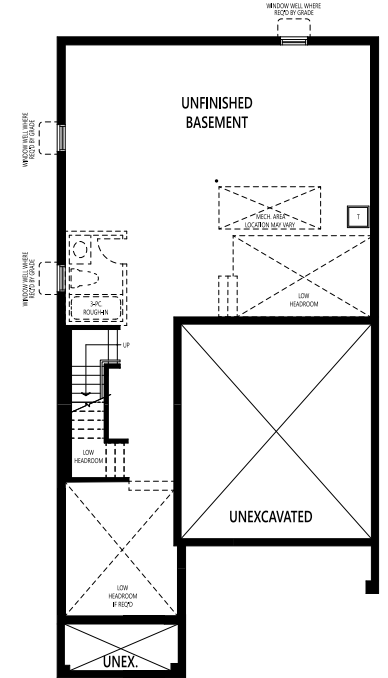 WINDOW WELL WHERE
REQ'D BY GRADE
UNFINISHED
BASEMENT
WINDOW WELL WHERE
REQ'D BY GRADE
MECH. AREA
LOCATION MAY VARY
T
WINDOW WELL WHERE
REQ'D BY GRADE
3-PC
ROUGH-IN
LOW
HEADROOM
UP
LOW
HEADROOM
UNEXCAVATED
LOW
HEADROOM
IF REQ'D
UNEX.